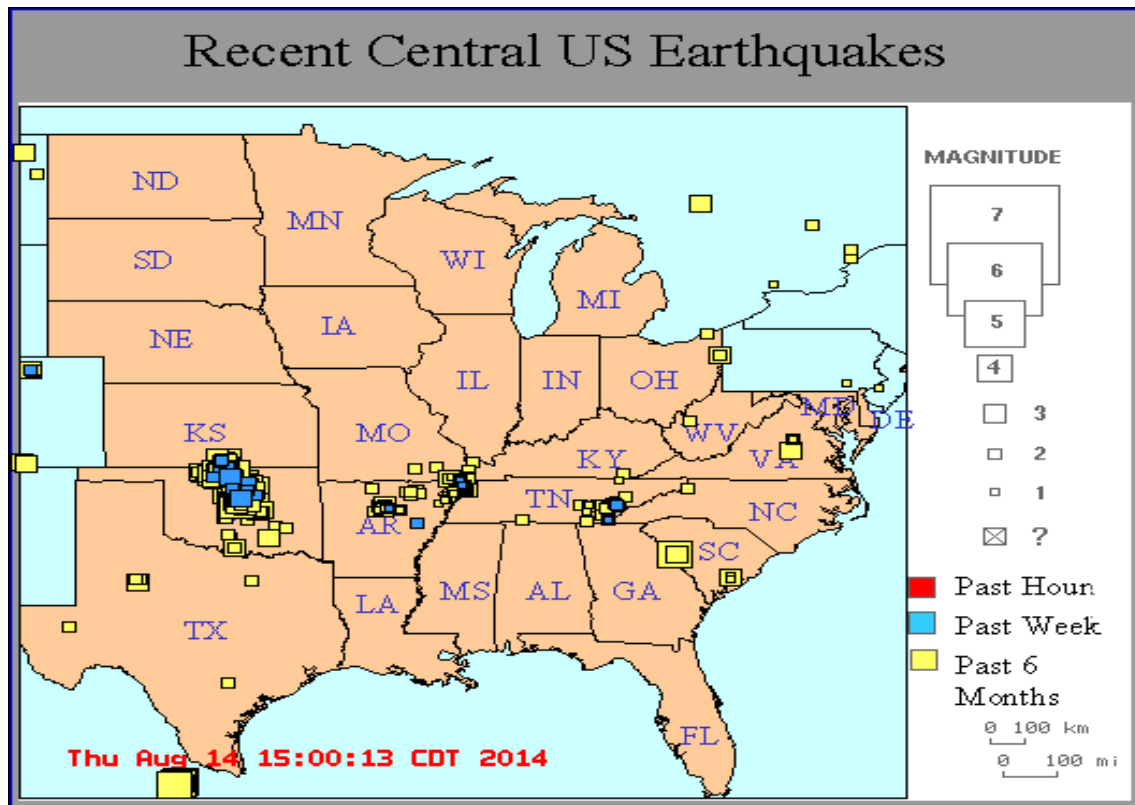 Recent Central US Earthquakes
MAGNITUDE
7
6
5
4
3
2
1
?
Past Hour
Past Week
Past 6
Months
0 100 km
0 100 mi
ND
MN
SD
WI
MI
NE
IA
IL
IN
OH
MD
DE
KS
MO
WV
KY
VA
TN
NC
AR
SC
MS
AL
GA
LA
TX
FL
Thu Aug 14 15:00:13 CDT 2014